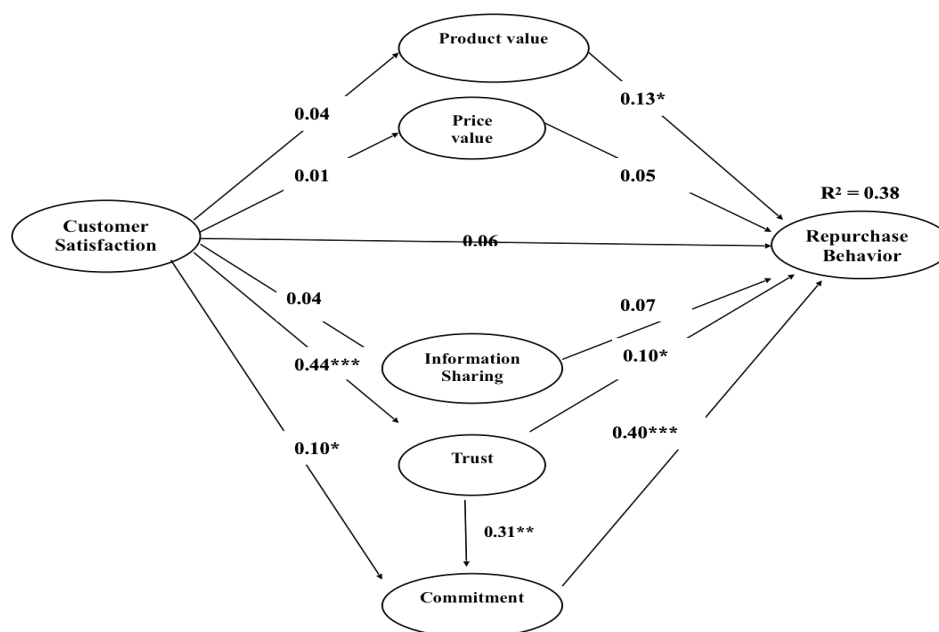 Product value
0.04
0.13*
Price
value
0.01
0.05
R² = 0.38
Customer
Satisfaction
0.06
Repurchase
Behavior
0.04
0.07
Information
Sharing
0.44***
0.10*
0.10*
0.40***
Trust
0.31**
Commitment